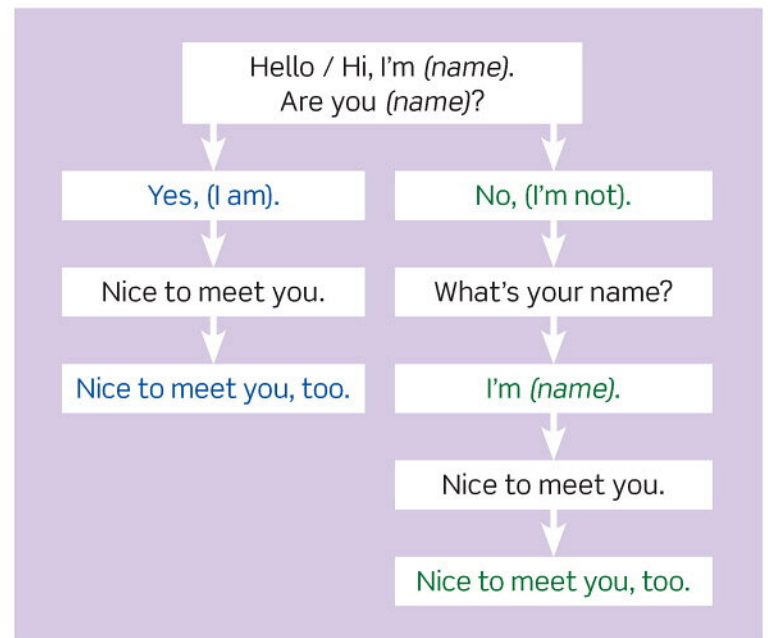 Hello / Hi, I'm (name).
Are you (name)?
Yes, (I am).
Nice to meet you.
Nice to meet you, too.
No, (I'm not).
What's your name?
I'm (name).
Nice to meet you.
Nice to meet you, too.